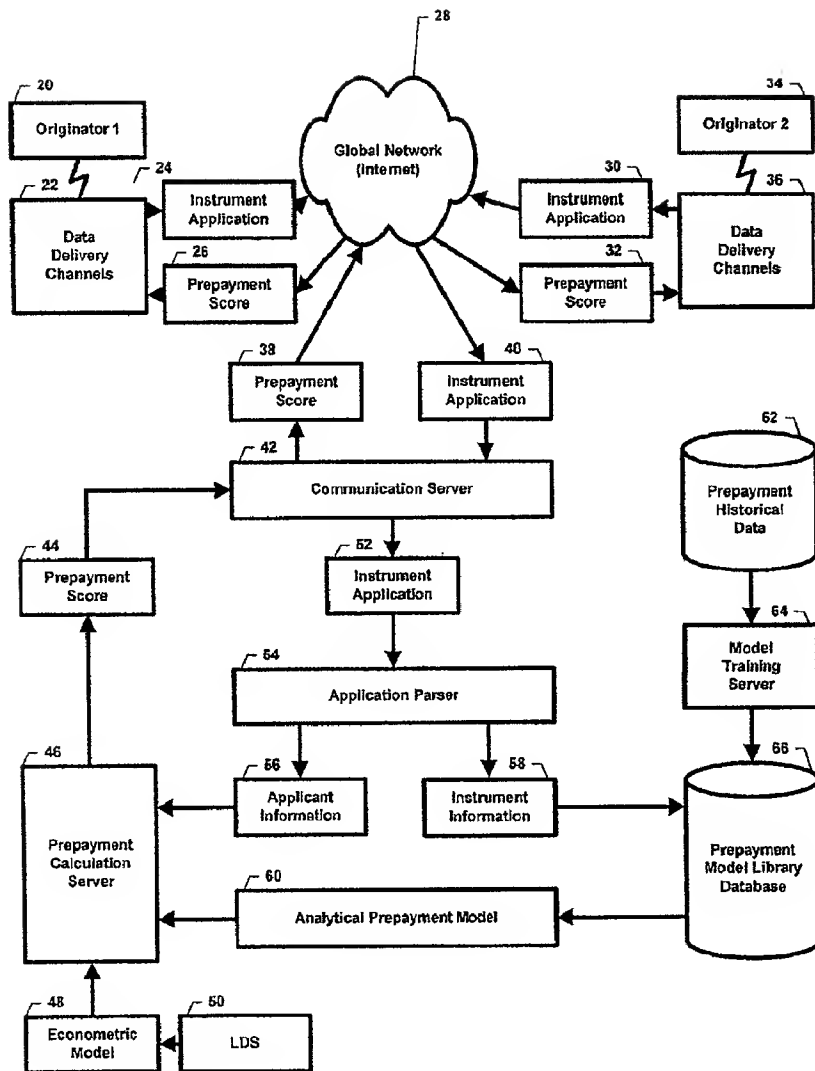 28
20
Originator 1
34
Originator 2
Global Network
(Internet)
22
Data
Delivery
Channels
24
Instrument
Application
30
Instrument
Application
36
Data
Delivery
Channels
26
Prepayment
Score
32
Prepayment
Score
38
Prepayment
Score
40
Instrument
Application
42
Communication Server
62
Prepayment
Historical
Data
44
Prepayment
Score
52
Instrument
Application
64
Model
Training
Server
54
Application Parser
46
Prepayment
Calculation
Server
56
Applicant
Information
58
Instrument
Information
66
Prepayment
Model Library
Database
60
Analytical Prepayment Model
48
Econometric
Model
50
LDS